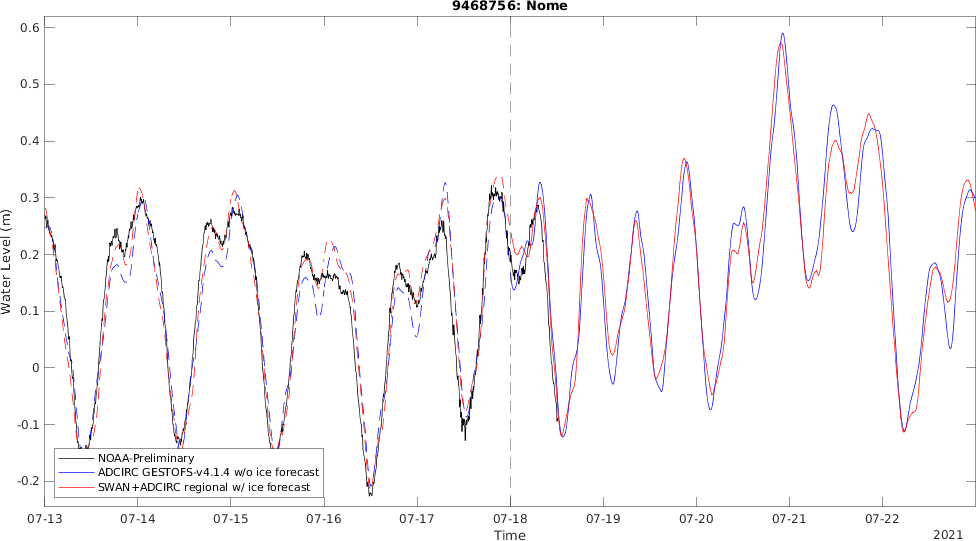 9468756: Nome
0.6
0.5
0.4
0.3
0.2
0.1
0
-0.1
-0.2
Water Level (m)
NOAA-Preliminary
ADCIRC GESTOFS-v4.1.4 w/o ice forecast
SWAN+ADCIRC regional w/ ice forecast
07-13 07-14 07-15 07-16 07-17 07-18 07-19 07-20 07-21 07-22
Time
2021